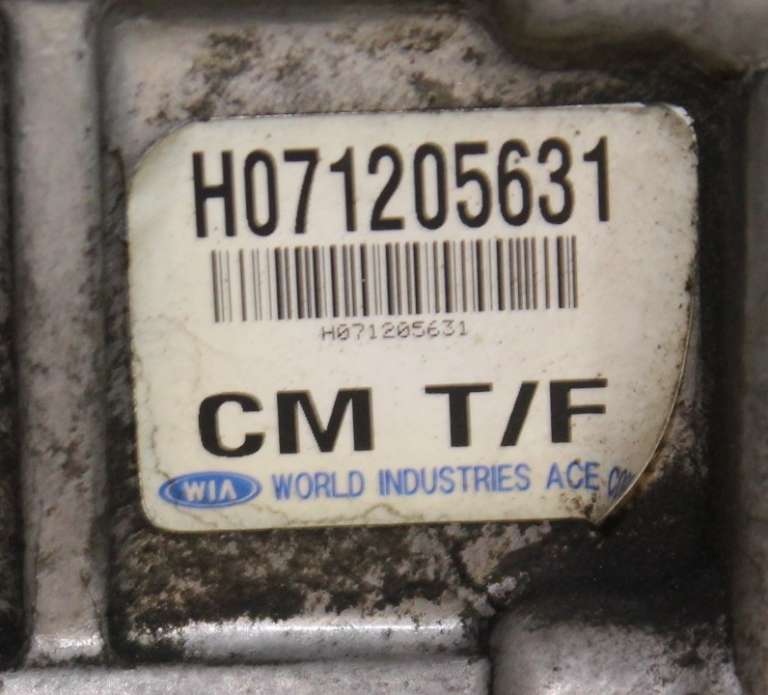 H071205631
H071205631
CM T/F
WIA WORLD INDUSTRIES ACE